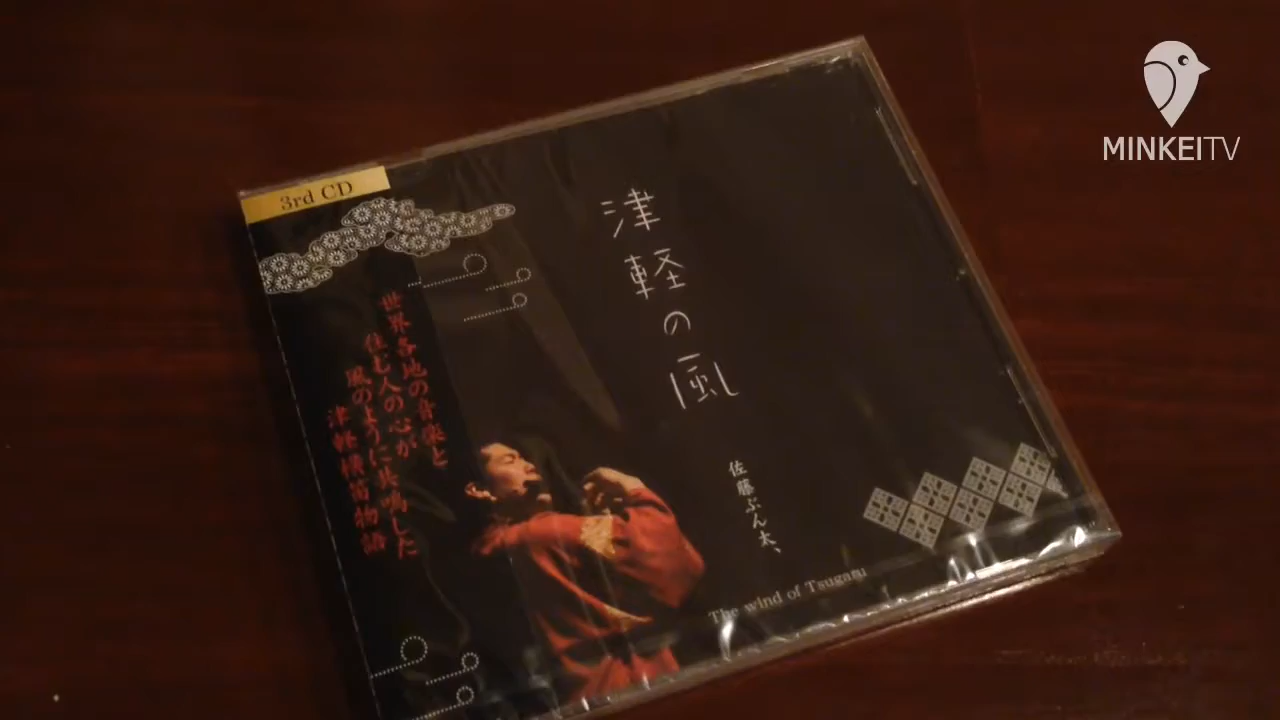 3rd CD
世界各地の音楽と
住む人の心が
風のように共鳴した
津軽横笛物語
津軽の風
佐藤ぶん太、
The wind of Tsugaru
MINKEITV